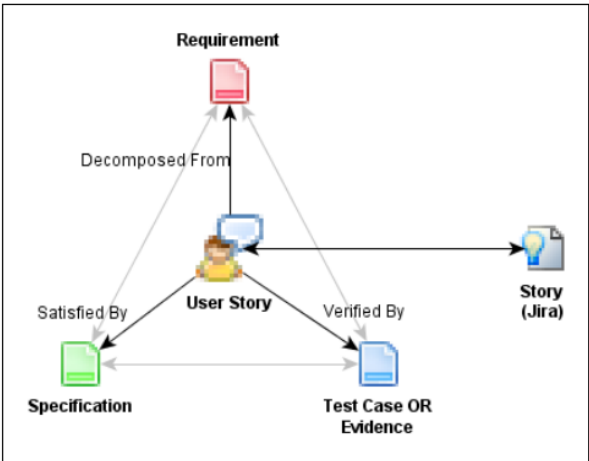 Requirement
Decomposed From
User Story
Story
(Jira)
Satisfied By
Verified By
Specification
Test Case OR
Evidence